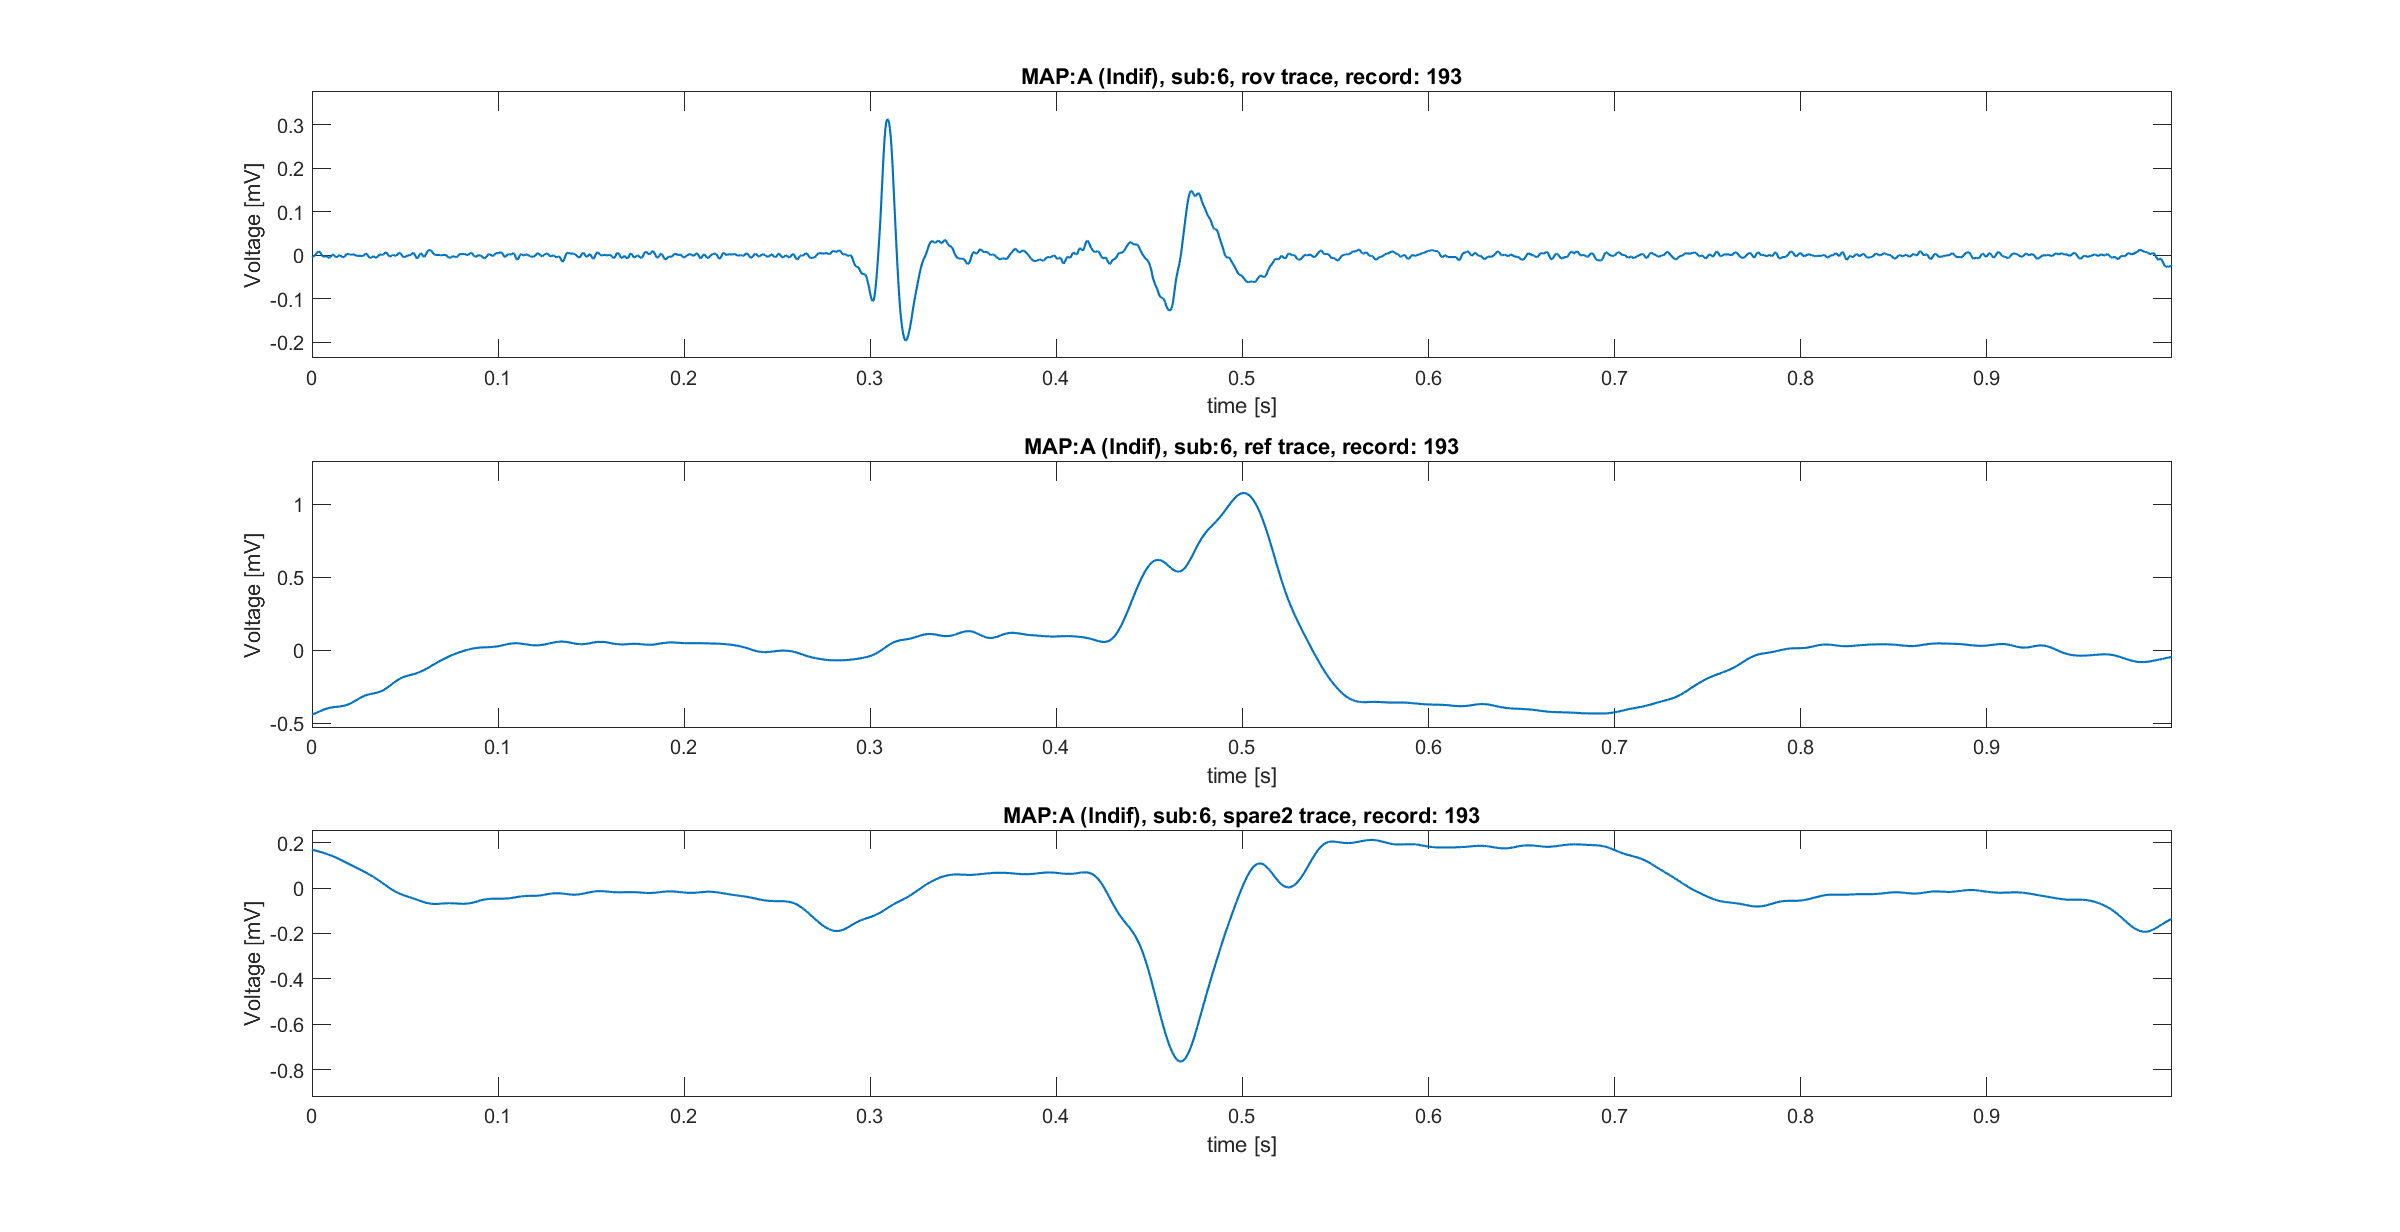 MAP:A (Indif), sub:6, rov trace, record: 193
Voltage [mV]
0.3
0.2
0.1
0
-0.1
-0.2
0 0.1 0.2 0.3 0.4 0.5 0.6 0.7 0.8 0.9
time [s]
MAP:A (Indif), sub:6, ref trace, record: 193
Voltage [mV]
1
0.5
0
-0.5
0 0.1 0.2 0.3 0.4 0.5 0.6 0.7 0.8 0.9
time [s]
MAP:A (Indif), sub:6, spare2 trace, record: 193
Voltage [mV]
0.2
0
-0.2
-0.4
-0.6
-0.8
0 0.1 0.2 0.3 0.4 0.5 0.6 0.7 0.8 0.9
time [s]